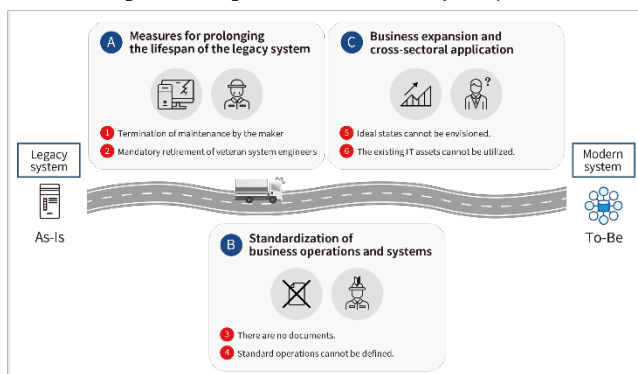 A
Measures for prolonging
the lifespan of the legacy system
1 Termination of maintenance by the maker
2 Mandatory retirement of veteran system engineers
C
Business expansion and
cross-sectoral application
?
5 Ideal states cannot be envisioned.
6 The existing IT assets cannot be utilized.
Legacy
system
As-Is
Modern
system
To-Be
B
Standardization of
business operations and systems
3 There are no documents.
4 Standard operations cannot be defined.